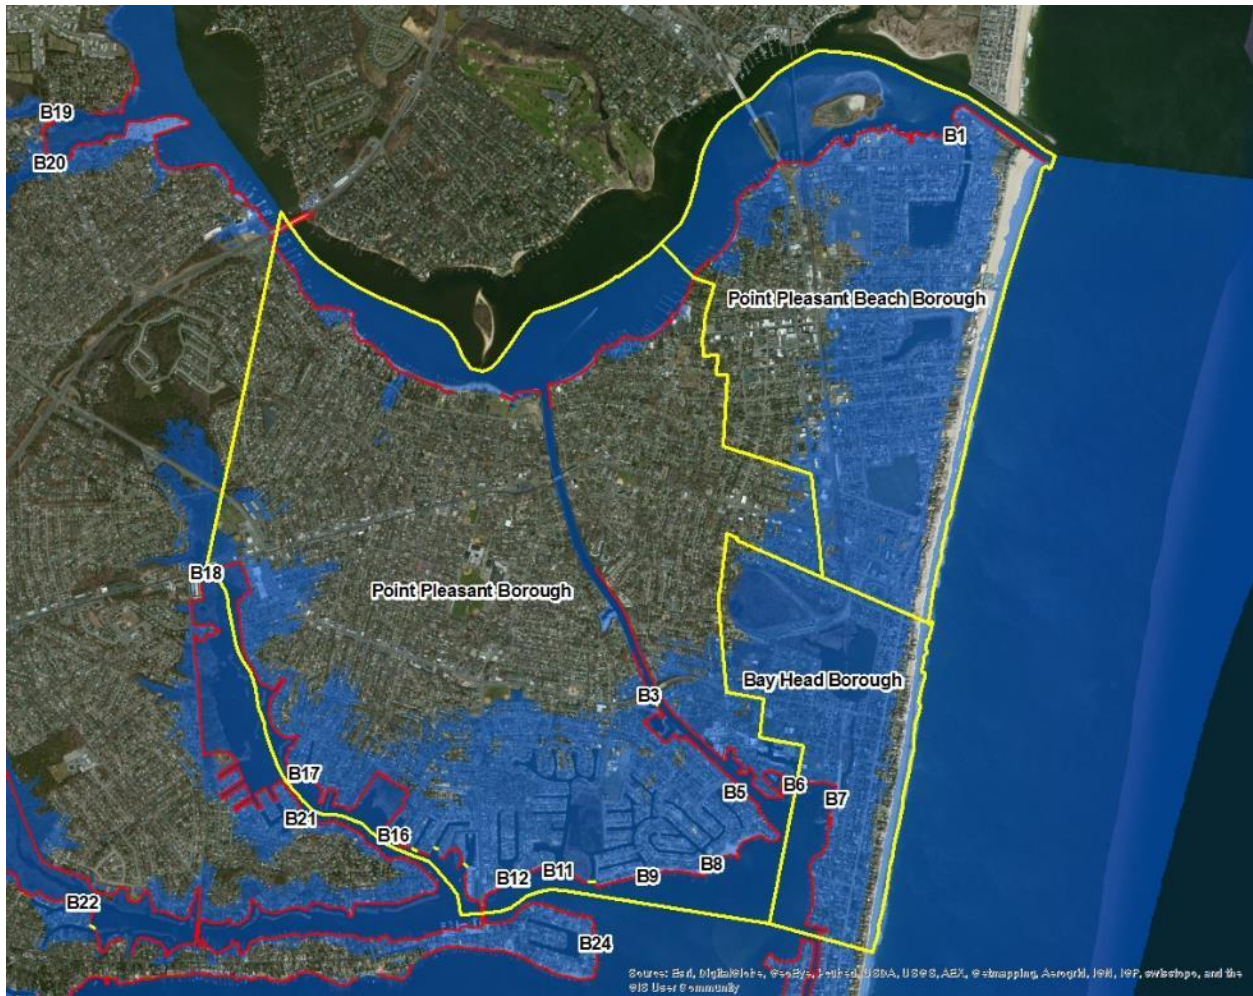 B19
B1
B20
Point Pleasant Beach Borough
B18
Point Pleasant Borough
Bay Head Borough
B3
B17
B6
B5
B7
B21
B16
B8
B11
B9
B12
B22
B24
Source: Esri, DigitalGlobe, GeoEye, i-cubed, USDA, USGS, AEX, Getmapping, Aerogrid, IGN, IGP, swisstopo, and the
GIS User Community